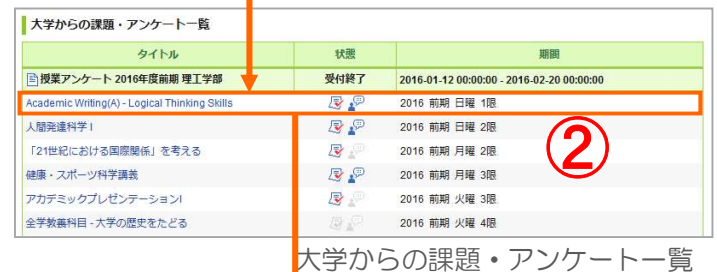 大学からの課題・アンケート一覧
タイトル 状態 期間
授業アンケート 2016年度前期 理工学部 受付終了 2016-01-12 00:00:00 - 2016-02-20 00:00:00
Academic Writing(A) - Logical Thinking Skills 2016 前期 日曜 1限
人間発達科学 I 2016 前期 日曜 2限
「21世紀における国際関係」を考える 2016 前期 月曜 2限
健康・スポーツ科学講義 2016 前期 月曜 3限
アカデミックプレゼンテーションI 2016 前期 火曜 3限
全学教養科目 - 大学の歴史をたどる 2016 前期 火曜 4限
②
大学からの課題・アンケート一覧